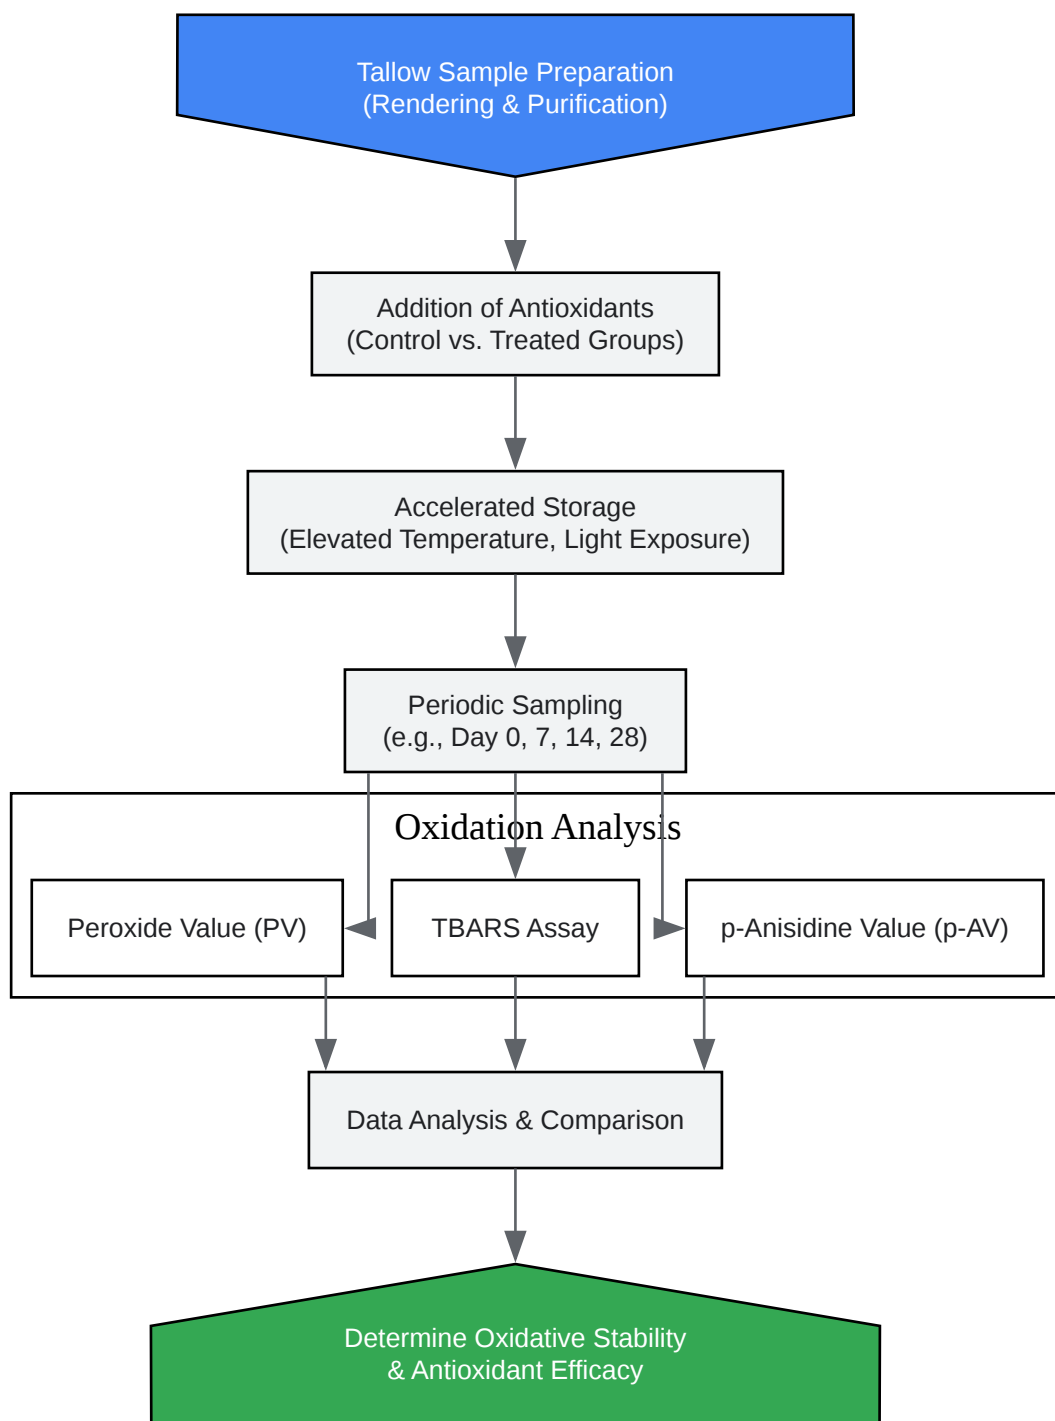 Tallow Sample Preparation
(Rendering & Purification)
Addition of Antioxidants
(Control vs. Treated Groups)
Accelerated Storage
(Elevated Temperature, Light Exposure)
Periodic Sampling
(e.g., Day 0, 7, 14, 28)
Oxidation Analysis
Peroxide Value (PV)
TBARS Assay
p-Anisidine Value (p-AV)
Data Analysis & Comparison
Determine Oxidative Stability
& Antioxidant Efficacy